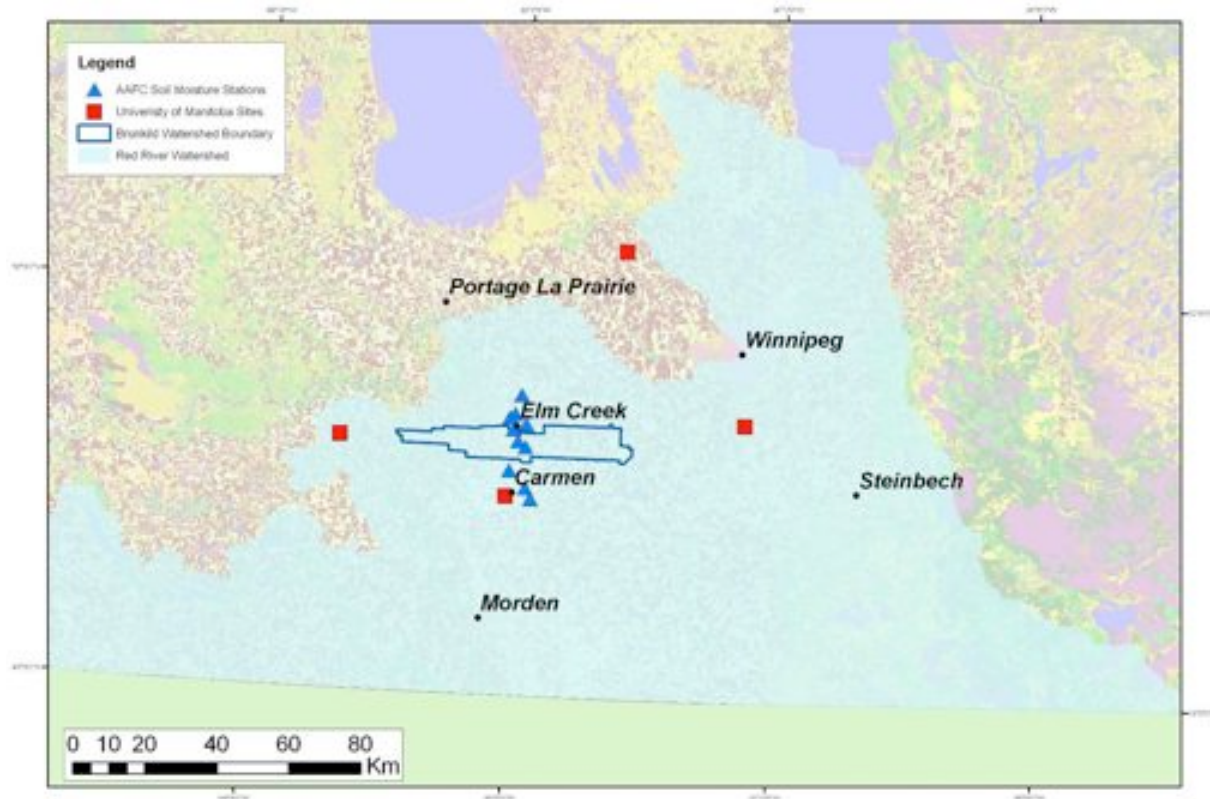 Legend
AAFC Soil Moisture Stations
Univeristy of Manitoba Sites
Brunkild Watershed Boundary
Red River Watershed
Portage La Prairie
Winnipeg
Elm Creek
Carmen
Steinbech
Morden
0 10 20 40 60 80
Km